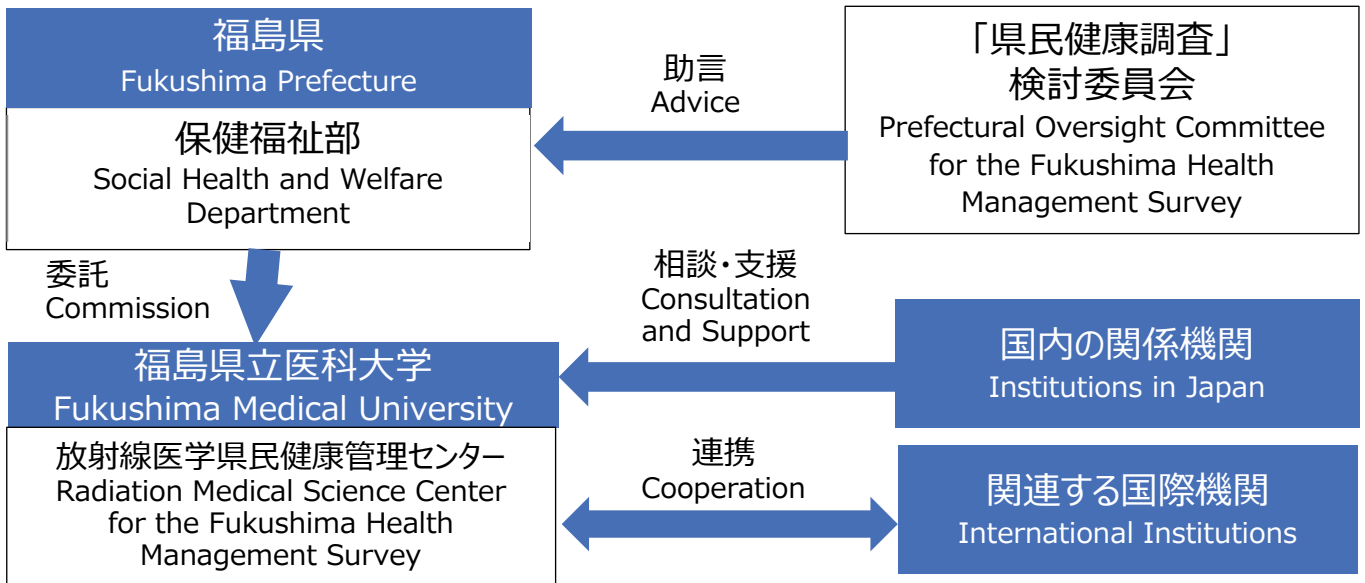 福島県
Fukushima Prefecture
保健福祉部
Social Health and Welfare
Department
助言
Advice
「県民健康調査」
検討委員会
Prefectural Oversight Committee
for the Fukushima Health
Management Survey
委託
Commission
相談・支援
Consultation
and Support
福島県立医科大学
Fukushima Medical University
放射線医学県民健康管理センター
Radiation Medical Science Center
for the Fukushima Health
Management Survey
国内の関係機関
Institutions in Japan
連携
Cooperation
関連する国際機関
International Institutions